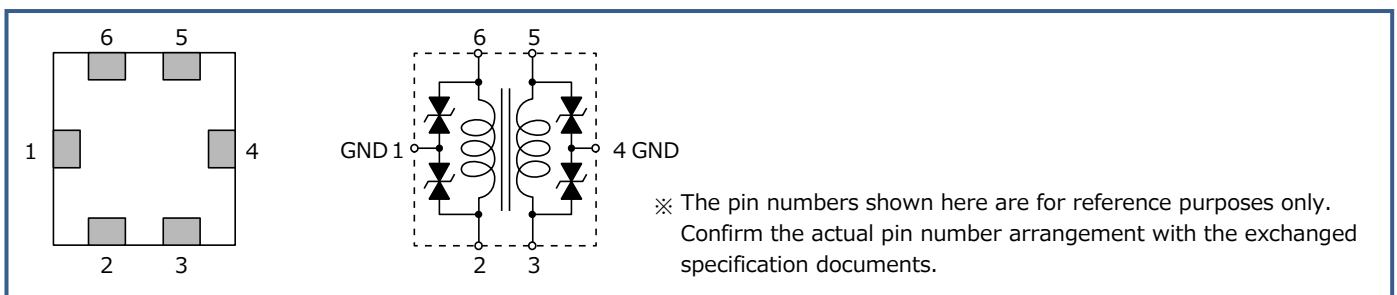 6 5
1 4
2 3
6 5
GND 1 4 GND
2 3
※ The pin numbers shown here are for reference purposes only.
Confirm the actual pin number arrangement with the exchanged
specification documents.